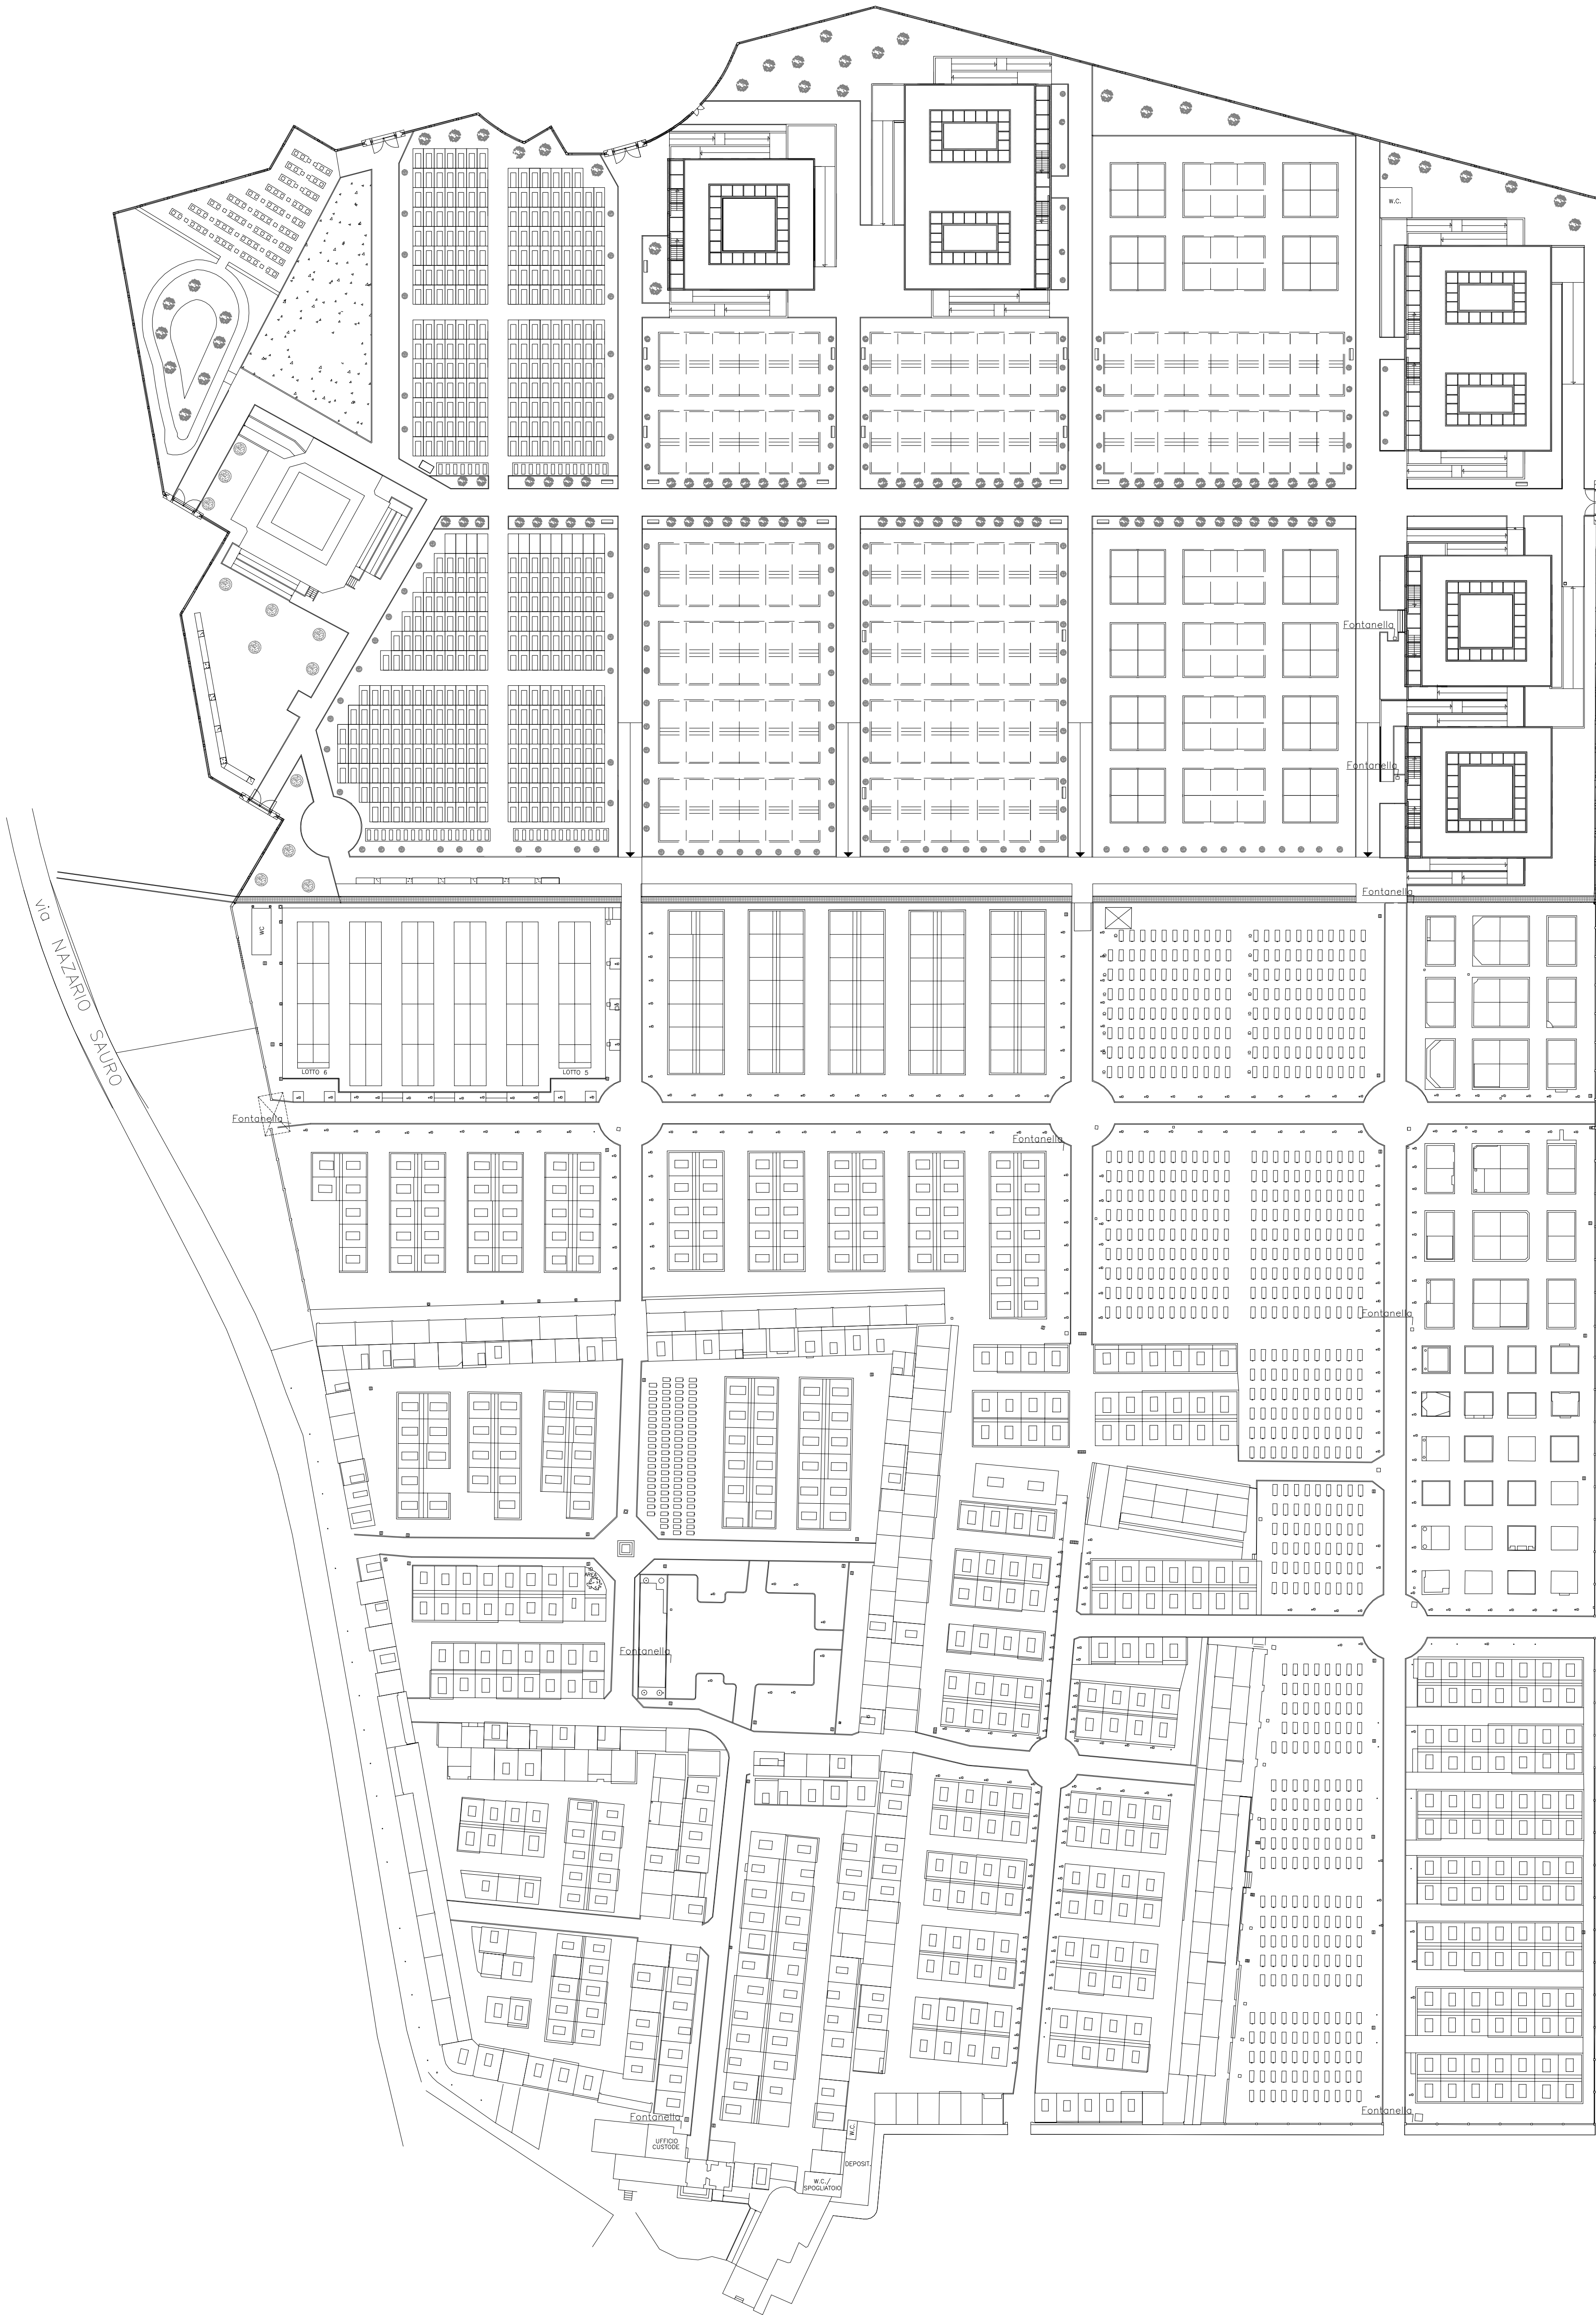 W.C.
Fontanella
Fontanella
Fontanella
via NAZARIO SAURO
WC
LOTTO 6
LOTTO 5
Fontanella
Fontanella
Fontanella
Fontanella
Fontanella
Fontanella
UFFICIO
CUSTODE
W.C.
DEPOSIT.
W.C./
SPOGLIATOIO